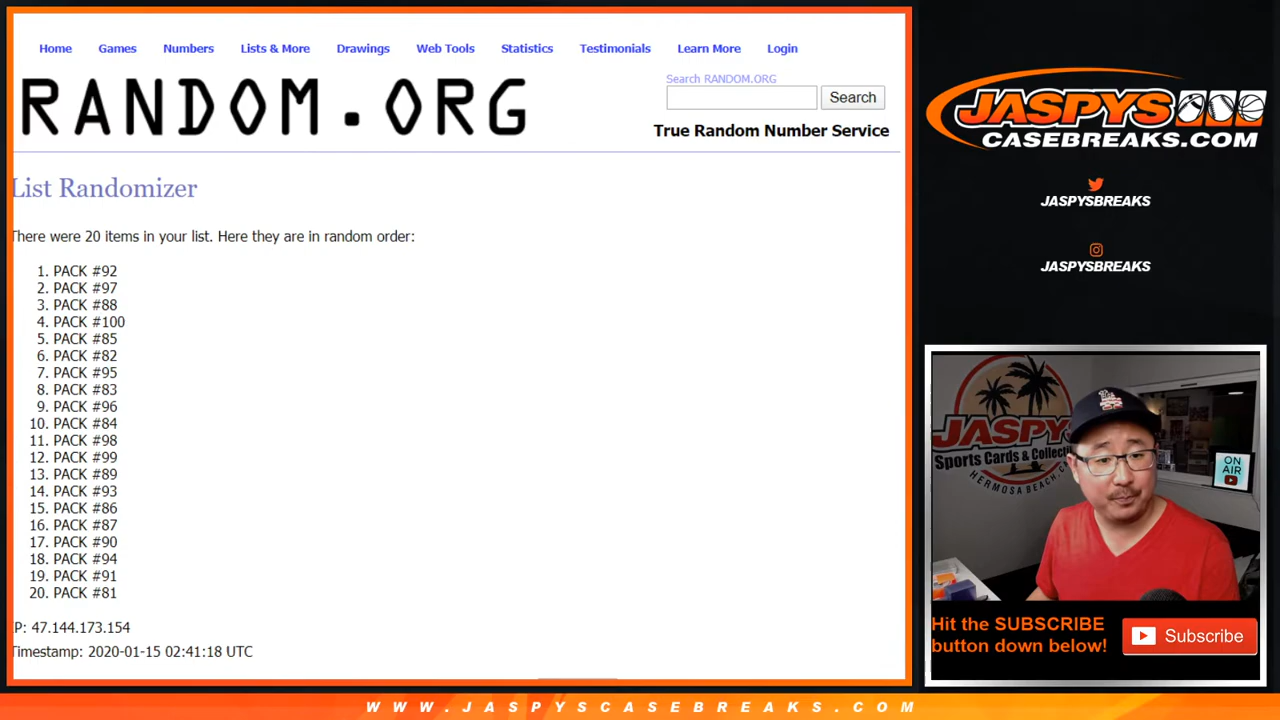 Home Games Numbers Lists & More Drawings Web Tools Statistics Testimonials Learn More Login
RANDOM.ORG
Search RANDOM.ORG
Search
True Random Number Service
List Randomizer
There were 20 items in your list. Here they are in random order:
1. PACK #92
2. PACK #97
3. PACK #88
4. PACK #100
5. PACK #85
6. PACK #82
7. PACK #95
8. PACK #83
9. PACK #96
10. PACK #84
11. PACK #98
12. PACK #99
13. PACK #89
14. PACK #93
15. PACK #86
16. PACK #87
17. PACK #90
18. PACK #94
19. PACK #91
20. PACK #81
IP: 47.144.173.154
Timestamp: 2020-01-15 02:41:18 UTC
JASPYS
CASEBREAKS.COM
JASPYSBREAKS
JASPYSBREAKS
JASPYS
Sports Cards & Collecti
HERMOSA BEACH, C
ON
AIR
Hit the SUBSCRIBE
button down below!
Subscribe
WWW.JASPYSCASEBREAKS.COM